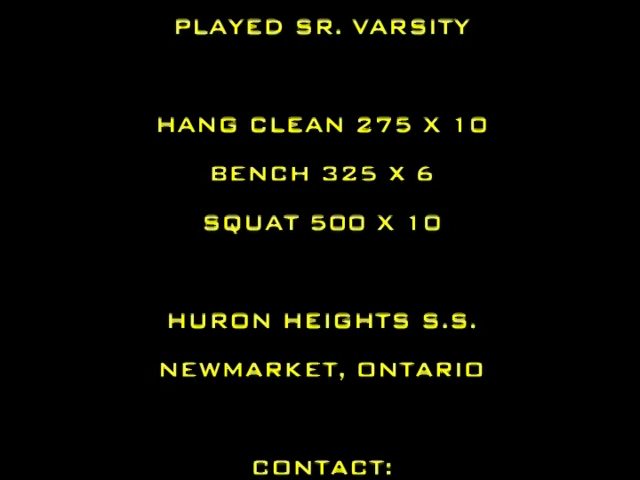 PLAYED SR. VARSITY
HANG CLEAN 275 X 10
BENCH 325 X 6
SQUAT 500 X 10
HURON HEIGHTS S.S.
NEWMARKET, ONTARIO
CONTACT: